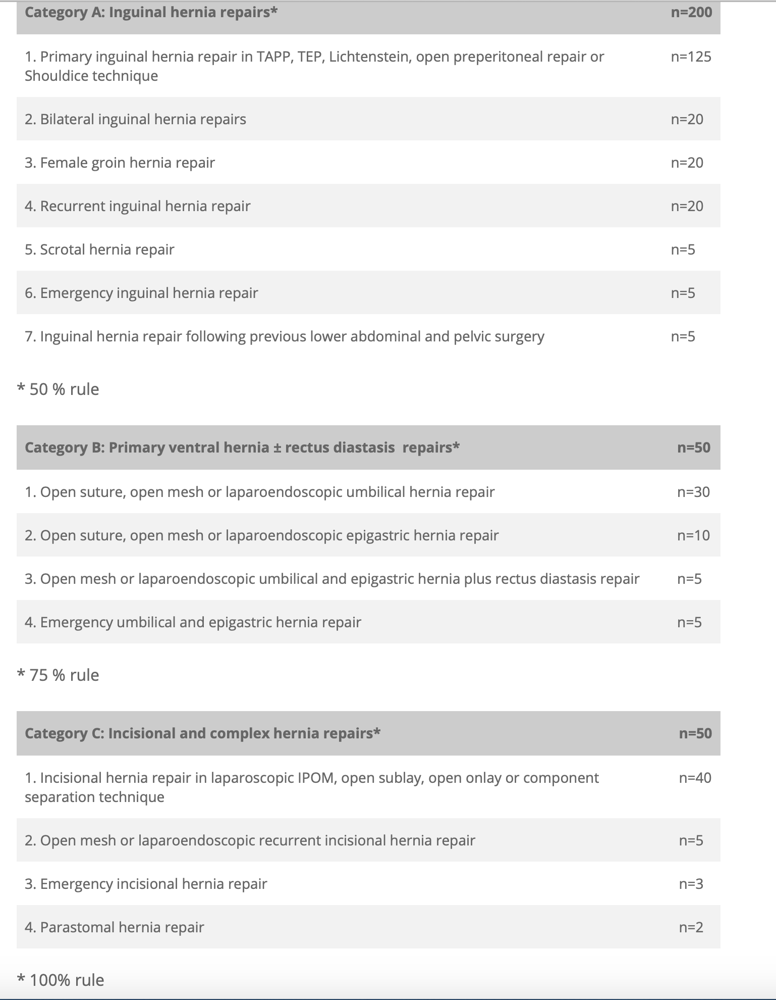 Category A: Inguinal hernia repairs* n=200
1. Primary inguinal hernia repair in TAPP, TEP, Lichtenstein, open preperitoneal repair or n=125
Shouldice technique
2. Bilateral inguinal hernia repairs n=20
3. Female groin hernia repair n=20
4. Recurrent inguinal hernia repair n=20
5. Scrotal hernia repair n=5
6. Emergency inguinal hernia repair n=5
7. Inguinal hernia repair following previous lower abdominal and pelvic surgery n=5
* 50 % rule
Category B: Primary ventral hernia ± rectus diastasis  repairs* n=50
1. Open suture, open mesh or laparoendoscopic umbilical hernia repair n=30
2. Open suture, open mesh or laparoendoscopic epigastric hernia repair n=10
3. Open mesh or laparoendoscopic umbilical and epigastric hernia plus rectus diastasis repair n=5
4. Emergency umbilical and epigastric hernia repair n=5
* 75 % rule
Category C: Incisional and complex hernia repairs* n=50
1. Incisional hernia repair in laparoscopic IPOM, open sublay, open onlay or component n=40
separation technique
2. Open mesh or laparoendoscopic recurrent incisional hernia repair n=5
3. Emergency incisional hernia repair n=3
4. Parastomal hernia repair n=2
* 100% rule